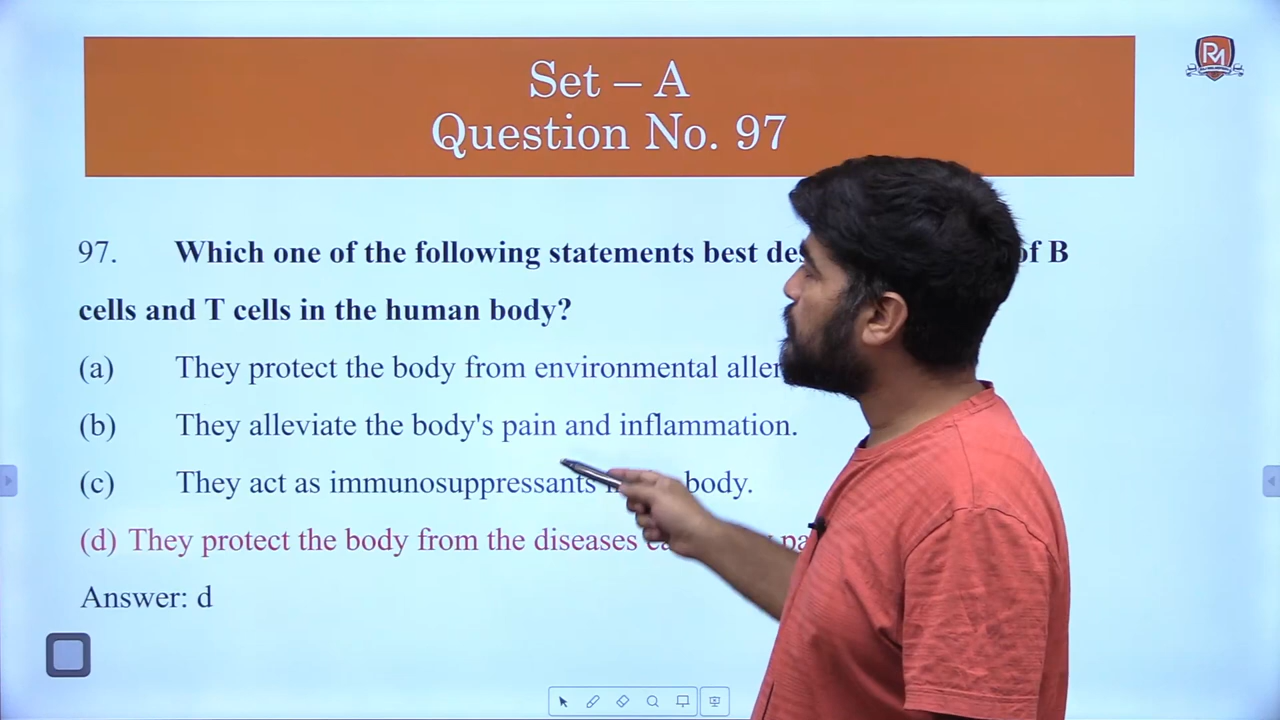 Set – A
Question No. 97
97. Which one of the following statements best of B
cells and T cells in the human body?
(a) They protect the body from environmental
(b) They alleviate the body's pain and inflammation.
(c) They act as immunosuppressants body.
(d) They protect the body from the diseases
Answer: d